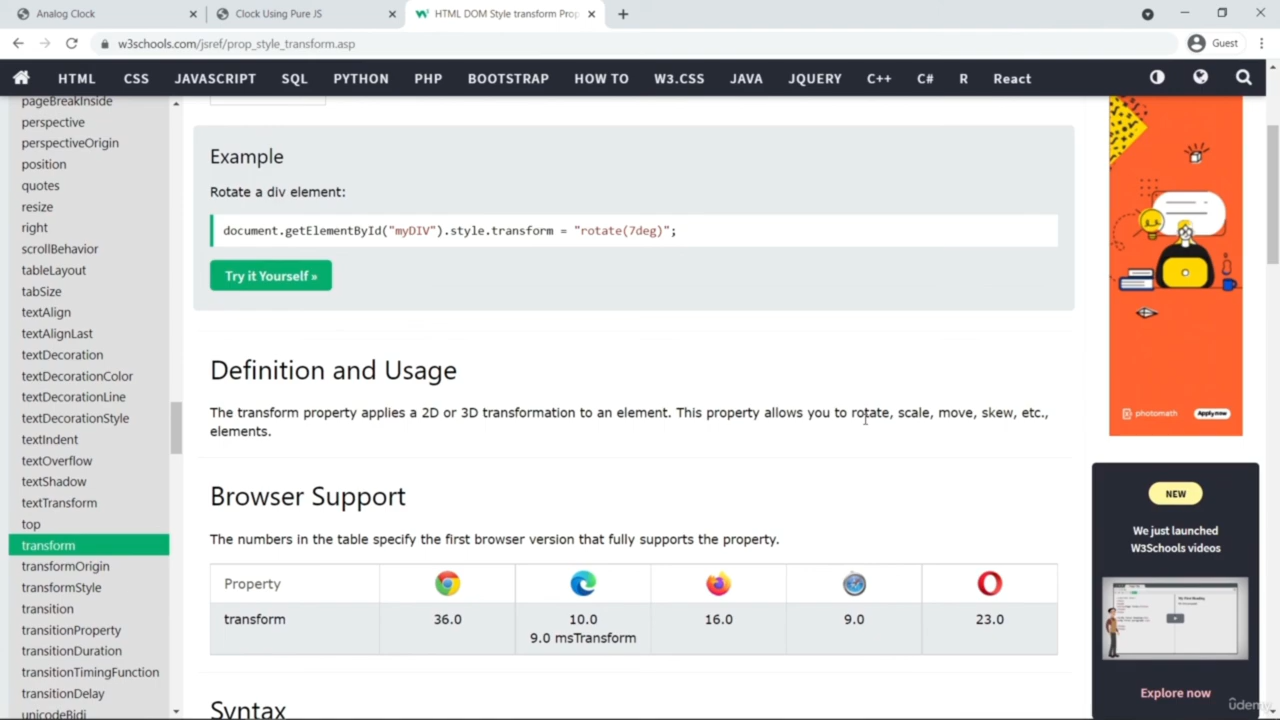 Analog Clock
Clock Using Pure JS
HTML DOM Style transform Prop
w3schools.com/jsref/prop_style_transform.asp
Guest
HTML CSS JAVASCRIPT SQL PYTHON PHP BOOTSTRAP HOW TO W3.CSS JAVA JQUERY C++ C# R React
pageBreakInside
perspective
perspectiveOrigin
position
quotes
resize
right
scrollBehavior
tableLayout
tabSize
textAlign
textAlignLast
textDecoration
textDecorationColor
textDecorationLine
textDecorationStyle
textIndent
textOverflow
textShadow
textTransform
top
transform
transformOrigin
transformStyle
transition
transitionProperty
transitionDuration
transitionTimingFunction
transitionDelay
unicodeBidi
Example
Rotate a div element:
document.getElementById("myDIV").style.transform = "rotate(7deg)";
Try it Yourself »
Definition and Usage
The transform property applies a 2D or 3D transformation to an element. This property allows you to rotate, scale, move, skew, etc.,
elements.
Browser Support
The numbers in the table specify the first browser version that fully supports the property.
Property
transform 36.0 10.0 16.0 9.0 23.0
9.0 msTransform
Syntax
photomath Apply now
NEW
We just launched
W3Schools videos
Explore now
udemy